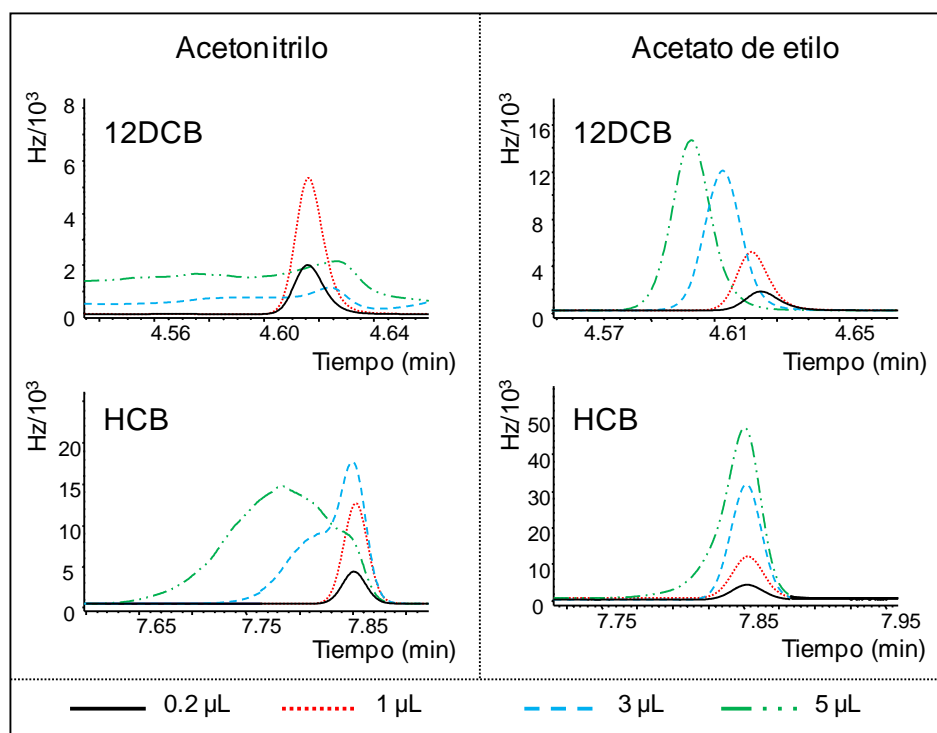 Acetonitrilo
Acetato de etilo
Hz/10³
8
6
4
2
0
12DCB
4.56 4.60 4.64
Tiempo (min)
Hz/10³
16
12
8
4
0
12DCB
4.57 4.61 4.65
Tiempo (min)
Hz/10³
20
15
10
5
0
HCB
7.65 7.75 7.85
Tiempo (min)
Hz/10³
50
40
30
20
10
0
HCB
7.75 7.85 7.95
Tiempo (min)
0.2 µL 1 µL 3 µL 5 µL